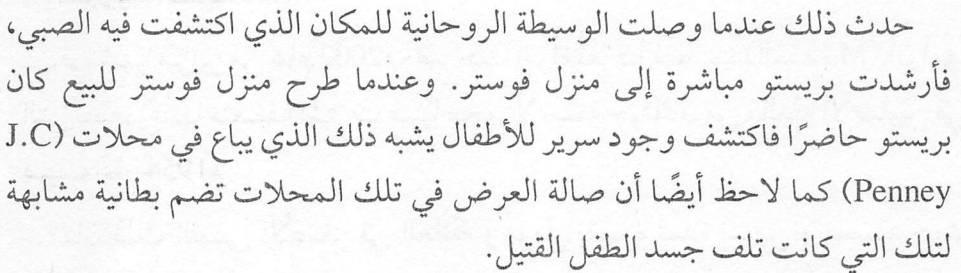 حدث ذلك عندما وصلت الوسيطة الروحانية للمكان الذي اكتشفت فيه الصبي،
فأرشدت بريستو مباشرة إلى منزل فوستر. وعندما طرح منزل فوستر للبيع كان
بريستو حاضرًا فاكتشف وجود سرير للأطفال يشبه ذلك الذي يباع في محلات (J.C
Penney) كما لاحظ أيضًا أن صالة العرض في تلك المحلات تضم بطانية مشابهة
لتلك التي كانت تلف جسد الطفل القتيل.